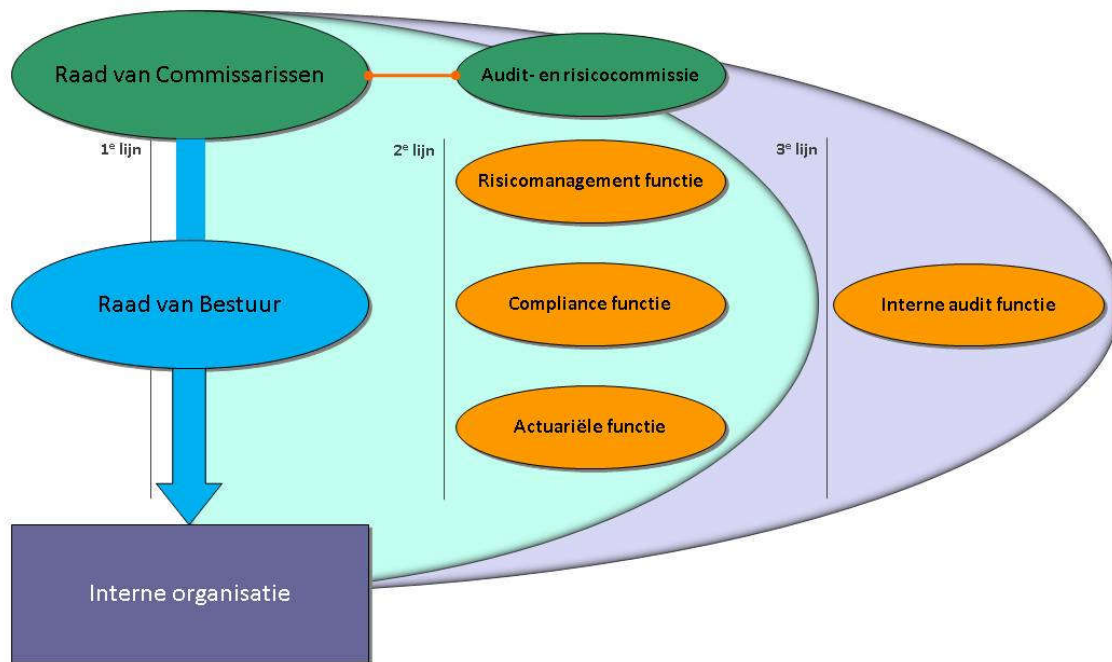 Raad van Commissarissen
Audit- en risicocommissie
1e lijn
2e lijn
3e lijn
Risicomanagement functie
Raad van Bestuur
Compliance functie
Interne audit functie
Actuariële functie
Interne organisatie